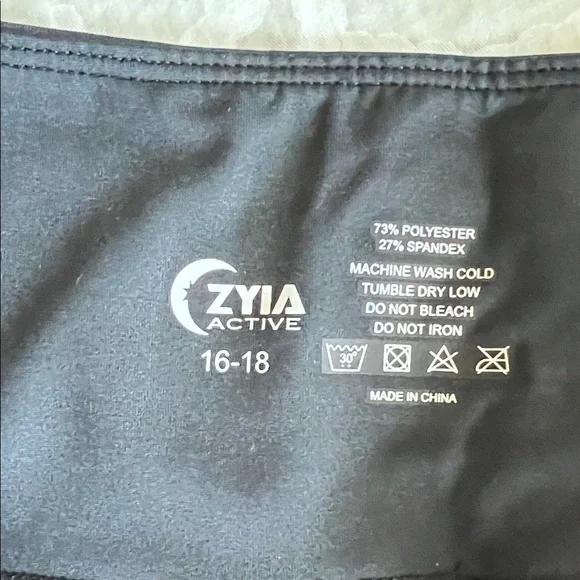 ZYIA
ACTIVE
16-18
73% POLYESTER
27% SPANDEX
MACHINE WASH COLD
TUMBLE DRY LOW
DO NOT BLEACH
DO NOT IRON
30°
MADE IN CHINA